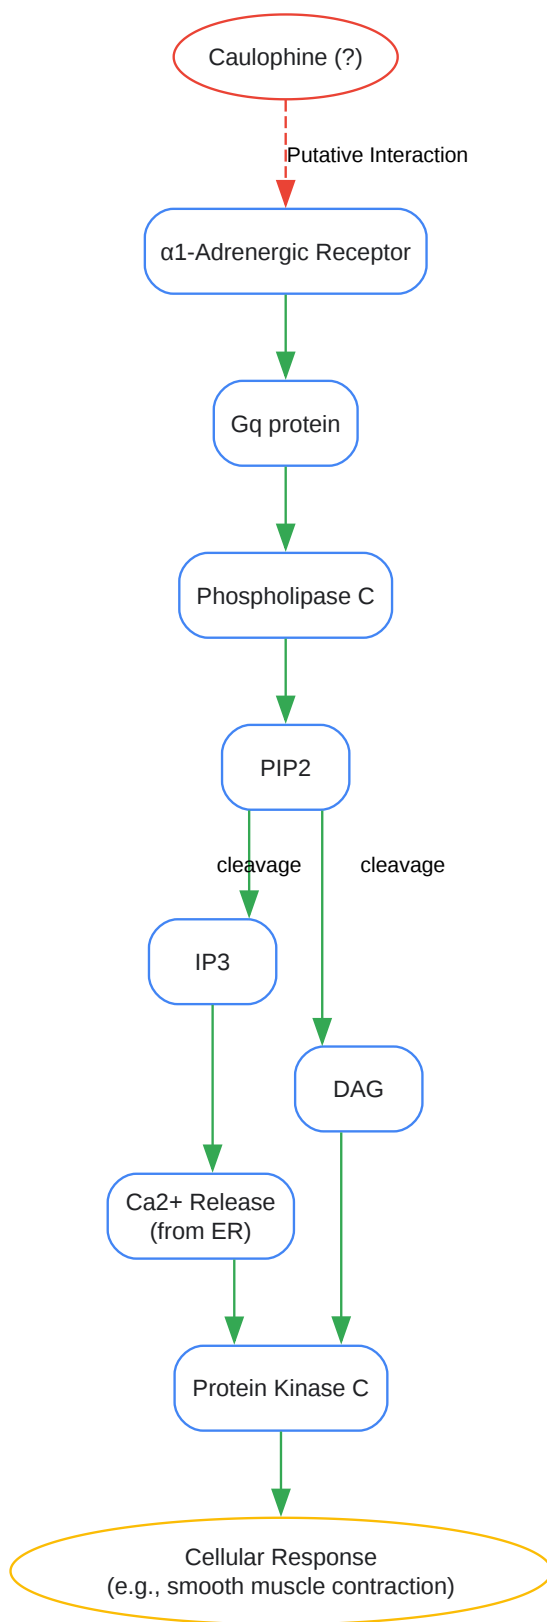 Caulophine (?)
Putative Interaction
α1-Adrenergic Receptor
Gq protein
Phospholipase C
PIP2
cleavage
cleavage
IP3
DAG
Ca2+ Release
(from ER)
Protein Kinase C
Cellular Response
(e.g., smooth muscle contraction)